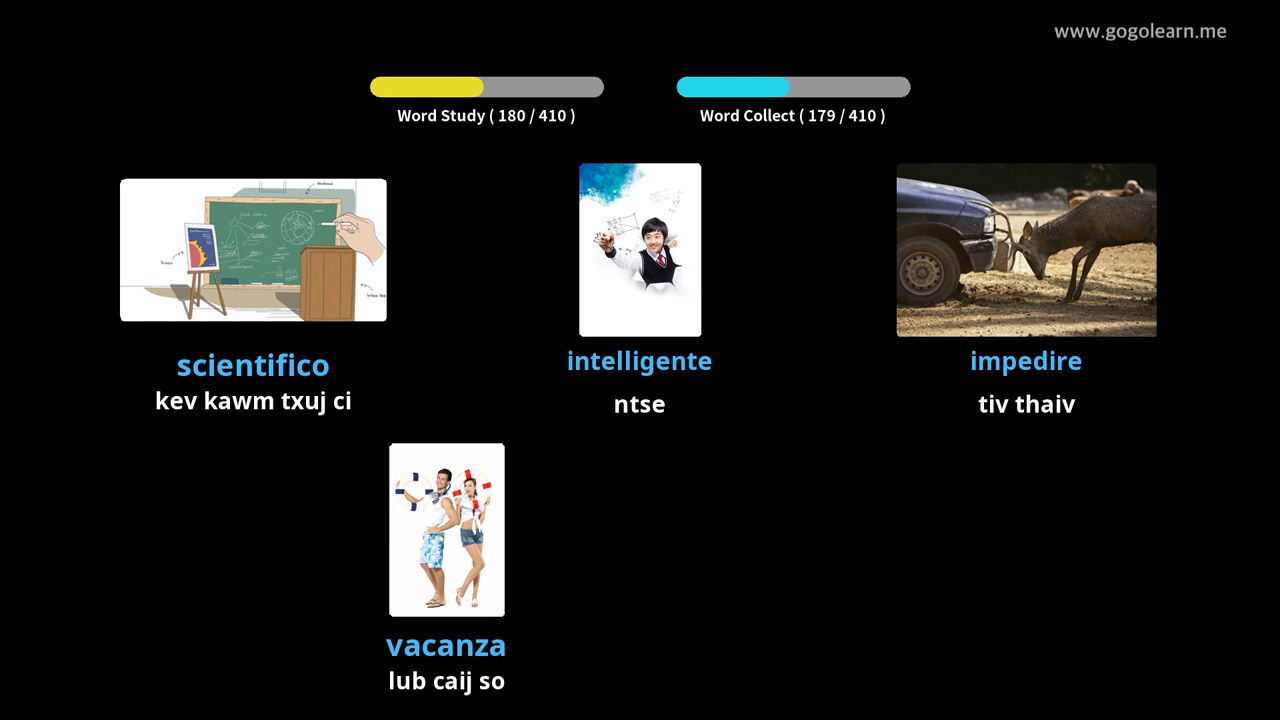 www.gogolearn.me
Word Study ( 180 / 410 )
Word Collect ( 179 / 410 )
scientifico
kev kawm txuj ci
intelligente
ntse
impedire
tiv thaiv
vacanza
lub caij so